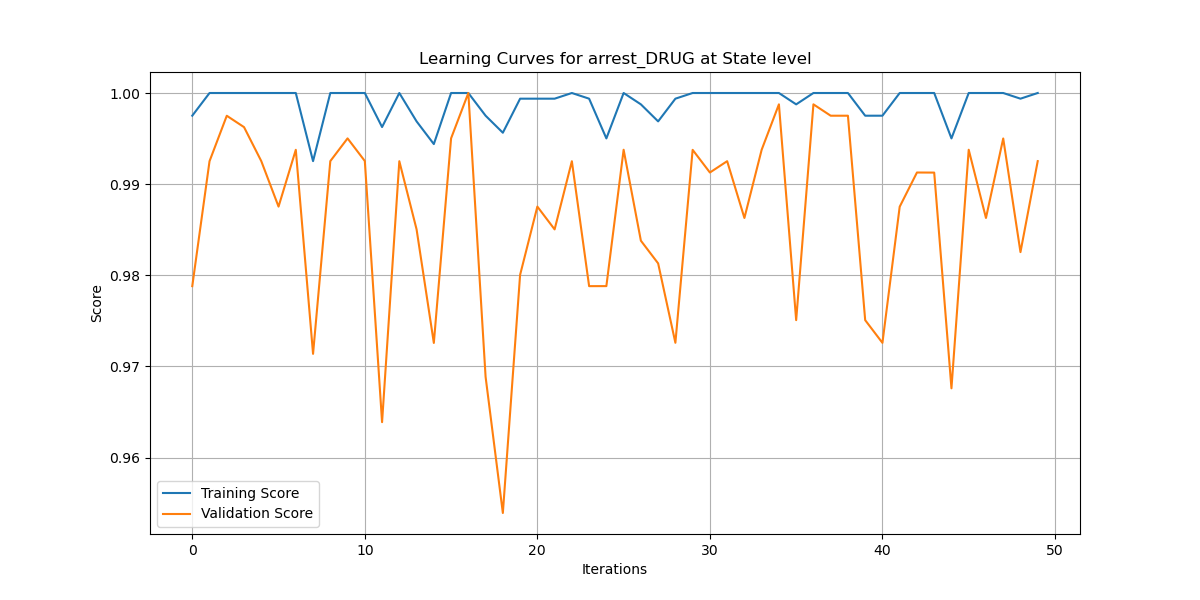 Learning Curves for arrest_DRUG at State level
1.00
0.99
0.98
0.97
0.96
Score
Training Score
Validation Score
0 10 20 30 40 50
Iterations